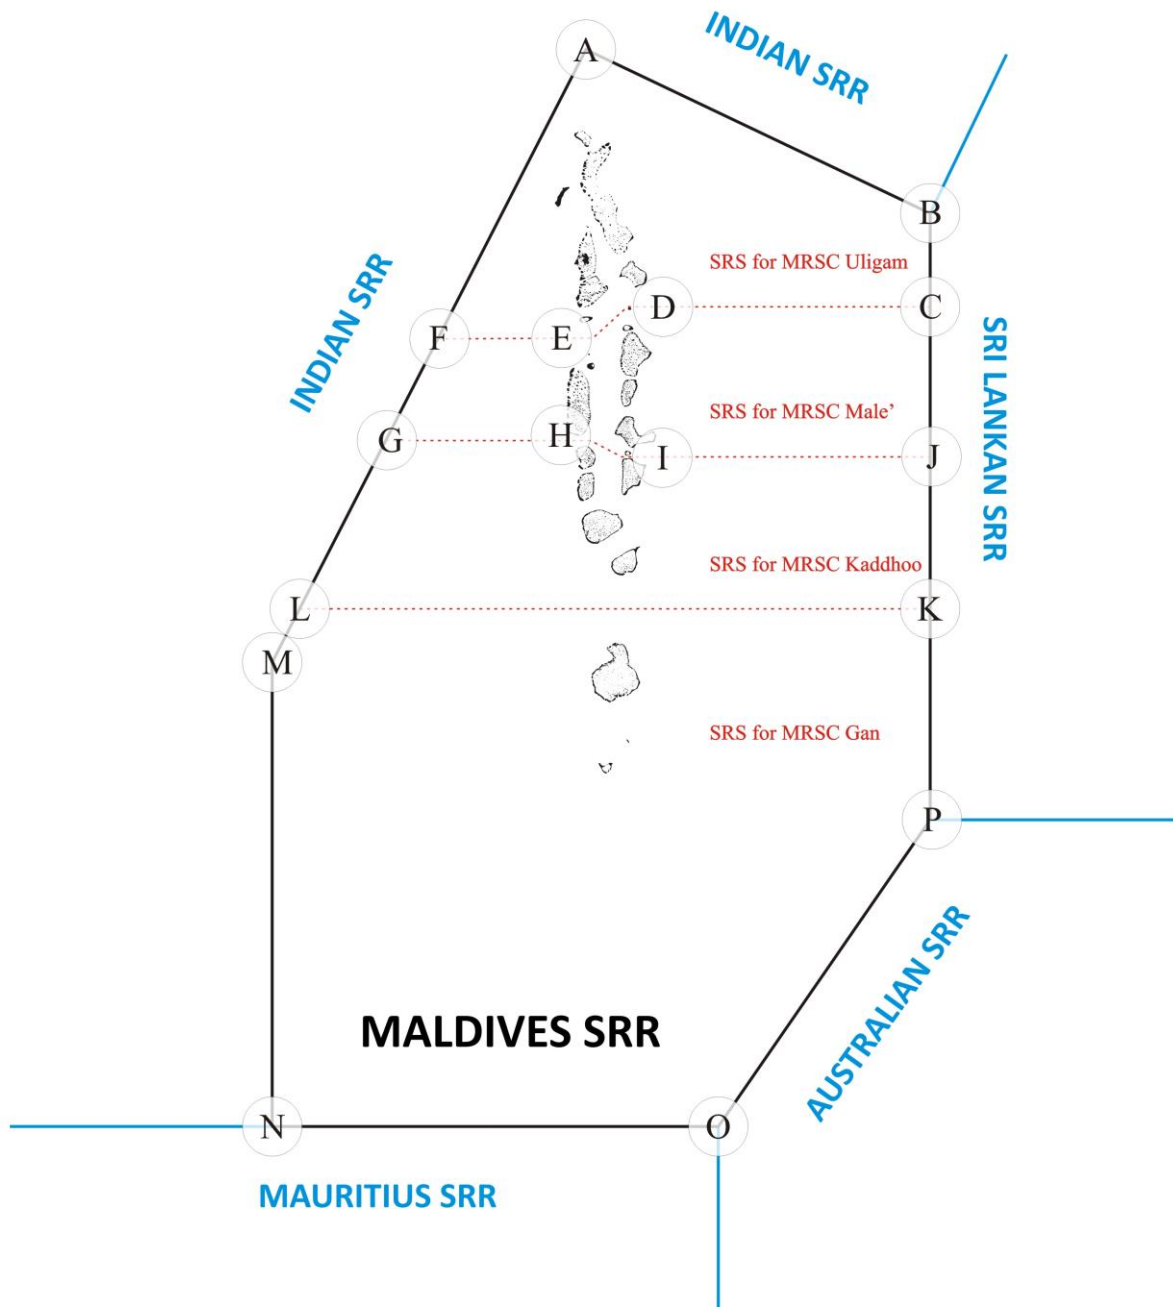 A
INDIAN SRR
B
SRS for MRSC Uligam
D
C
INDIAN SRR
F
E
SRI LANKAN SRR
SRS for MRSC Male’
G
H
I
J
SRS for MRSC Kaddhoo
L
K
M
SRS for MRSC Gan
P
AUSTRALIAN SRR
MALDIVES SRR
N
O
MAURITIUS SRR